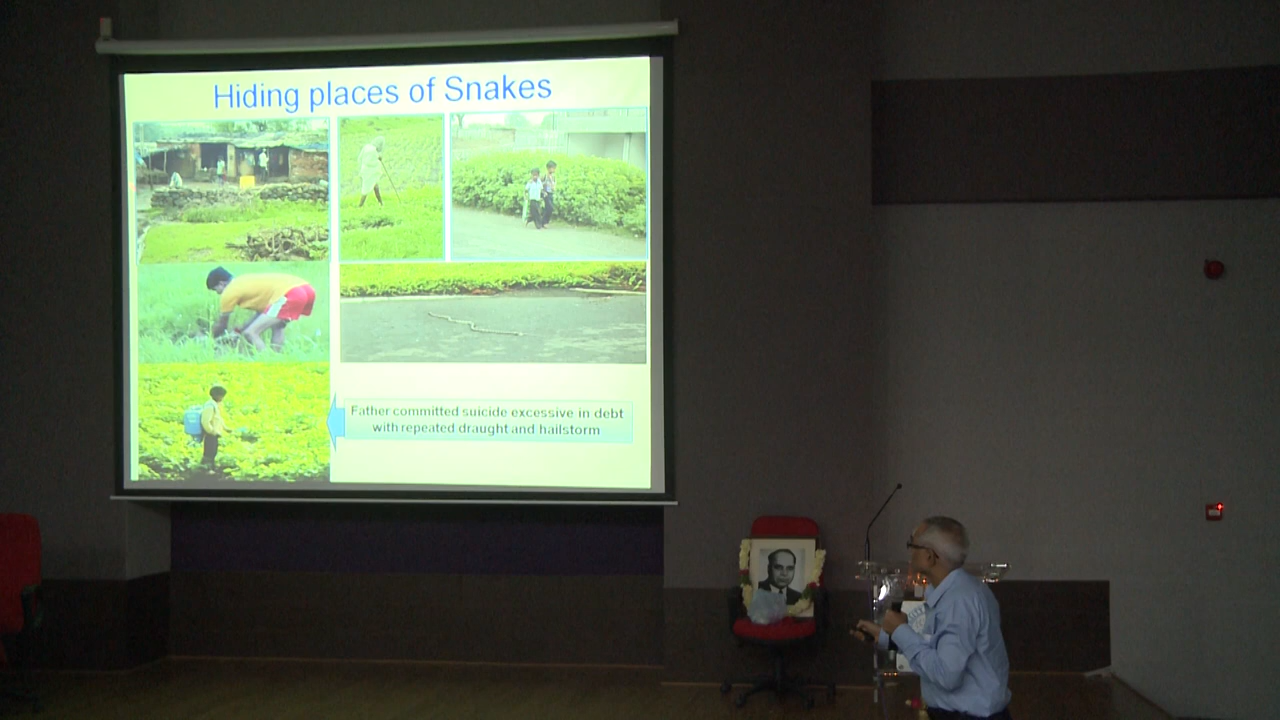 Hiding places of Snakes
Father committed suicide excessive in debt
with repeated draught and hailstorm